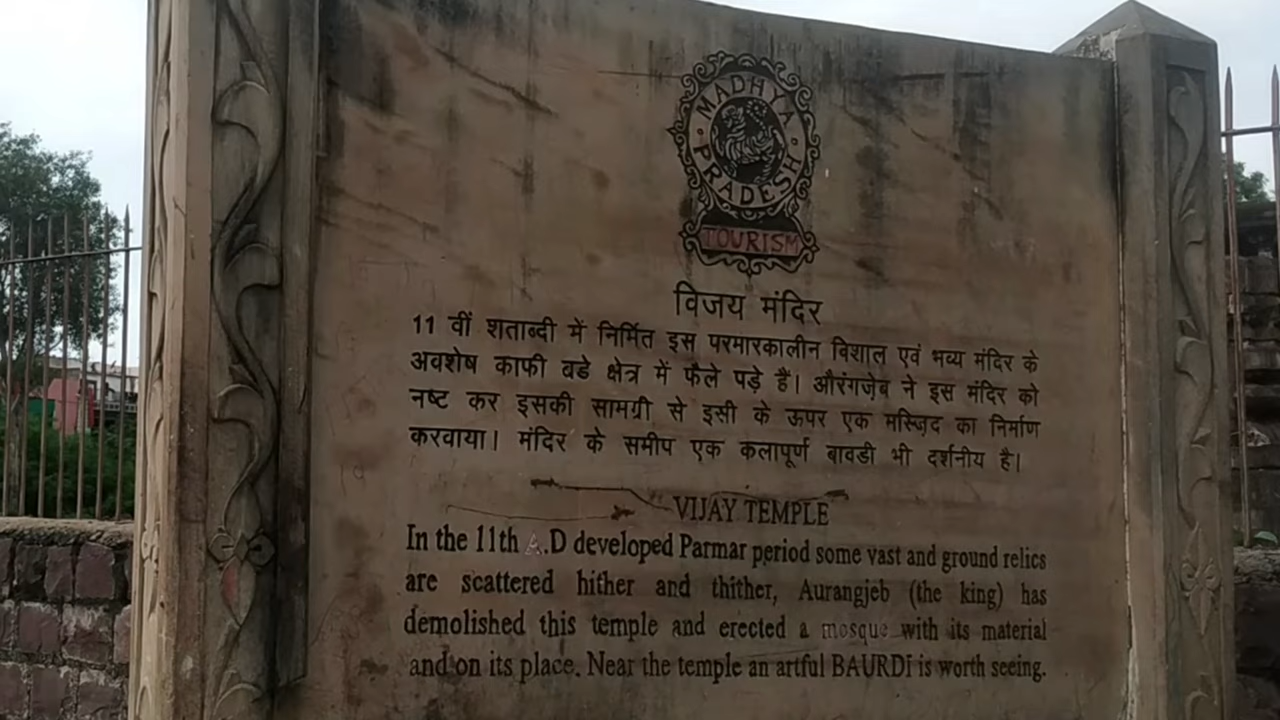 MADHYA PRADESH
TOURISM
विजय मंदिर
11 वीं शताब्दी में निर्मित इस परमारकालीन विशाल एवं भव्य मंदिर के
अवशेष काफी बडे क्षेत्र में फैले पड़े हैं। औरंगज़ेब ने इस मंदिर को
नष्ट कर इसकी सामग्री से इसी के ऊपर एक मस्ज़िद का निर्माण
करवाया। मंदिर के समीप एक कलापूर्ण बावडी भी दर्शनीय है।
VIJAY TEMPLE
In the 11th A.D developed Parmar period some vast and ground relics
are scattered hither and thither, Aurangjeb (the king) has
demolished this temple and erected a mosque with its material
and on its place. Near the temple an artful BAURDi is worth seeing.